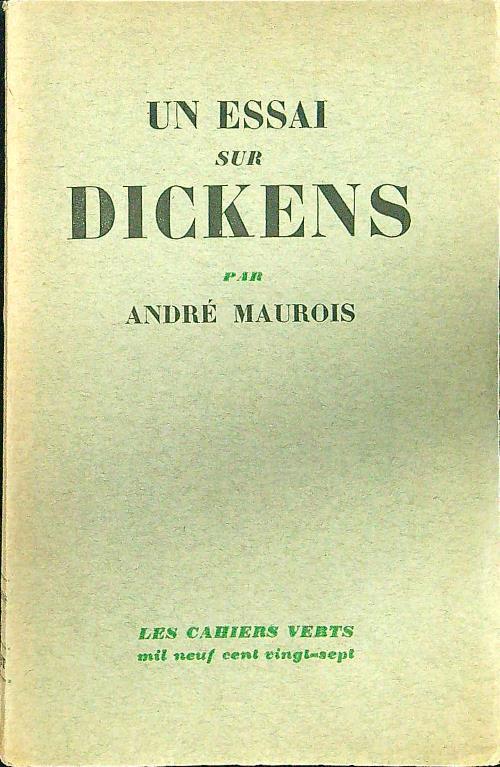 UN ESSAI
SUR
DICKENS
PAR
ANDRÉ MAUROIS
LES CAHIERS VERTS
mil neuf cent vingt-sept